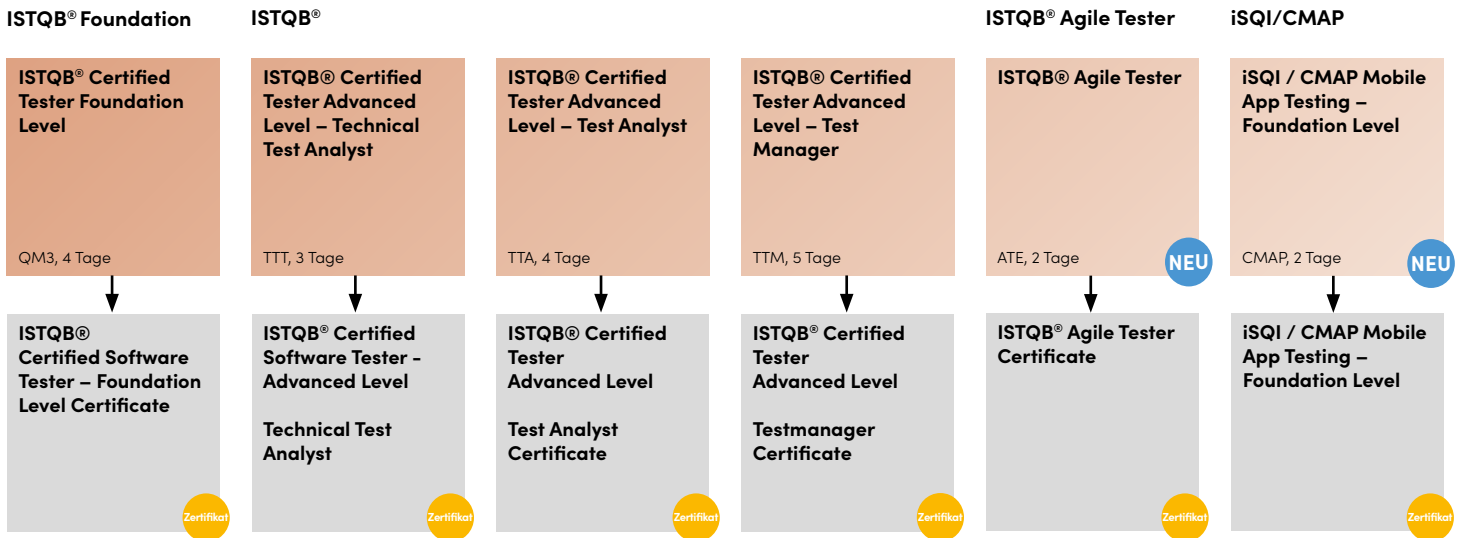 ISTQB® Foundation
ISTQB®
ISTQB® Agile Tester
iSQI/CMAP
ISTQB® Certified
Tester Foundation
Level
QM3, 4 Tage
ISTQB® Certified
Tester Advanced
Level – Technical
Test Analyst
TTT, 3 Tage
ISTQB® Certified
Tester Advanced
Level – Test Analyst
TTA, 4 Tage
ISTQB® Certified
Tester Advanced
Level – Test
Manager
TTM, 5 Tage
ISTQB® Agile Tester
ATE, 2 Tage
NEU
iSQI / CMAP Mobile
App Testing –
Foundation Level
CMAP, 2 Tage
NEU
ISTQB®
Certified Software
Tester – Foundation
Level Certificate
Zertifikat
ISTQB® Certified
Software Tester -
Advanced Level
Technical Test
Analyst
Zertifikat
ISTQB® Certified
Tester
Advanced Level
Test Analyst
Certificate
Zertifikat
ISTQB® Certified
Tester
Advanced Level
Testmanager
Certificate
Zertifikat
ISTQB® Agile Tester
Certificate
Zertifikat
iSQI / CMAP Mobile
App Testing –
Foundation Level
Zertifikat